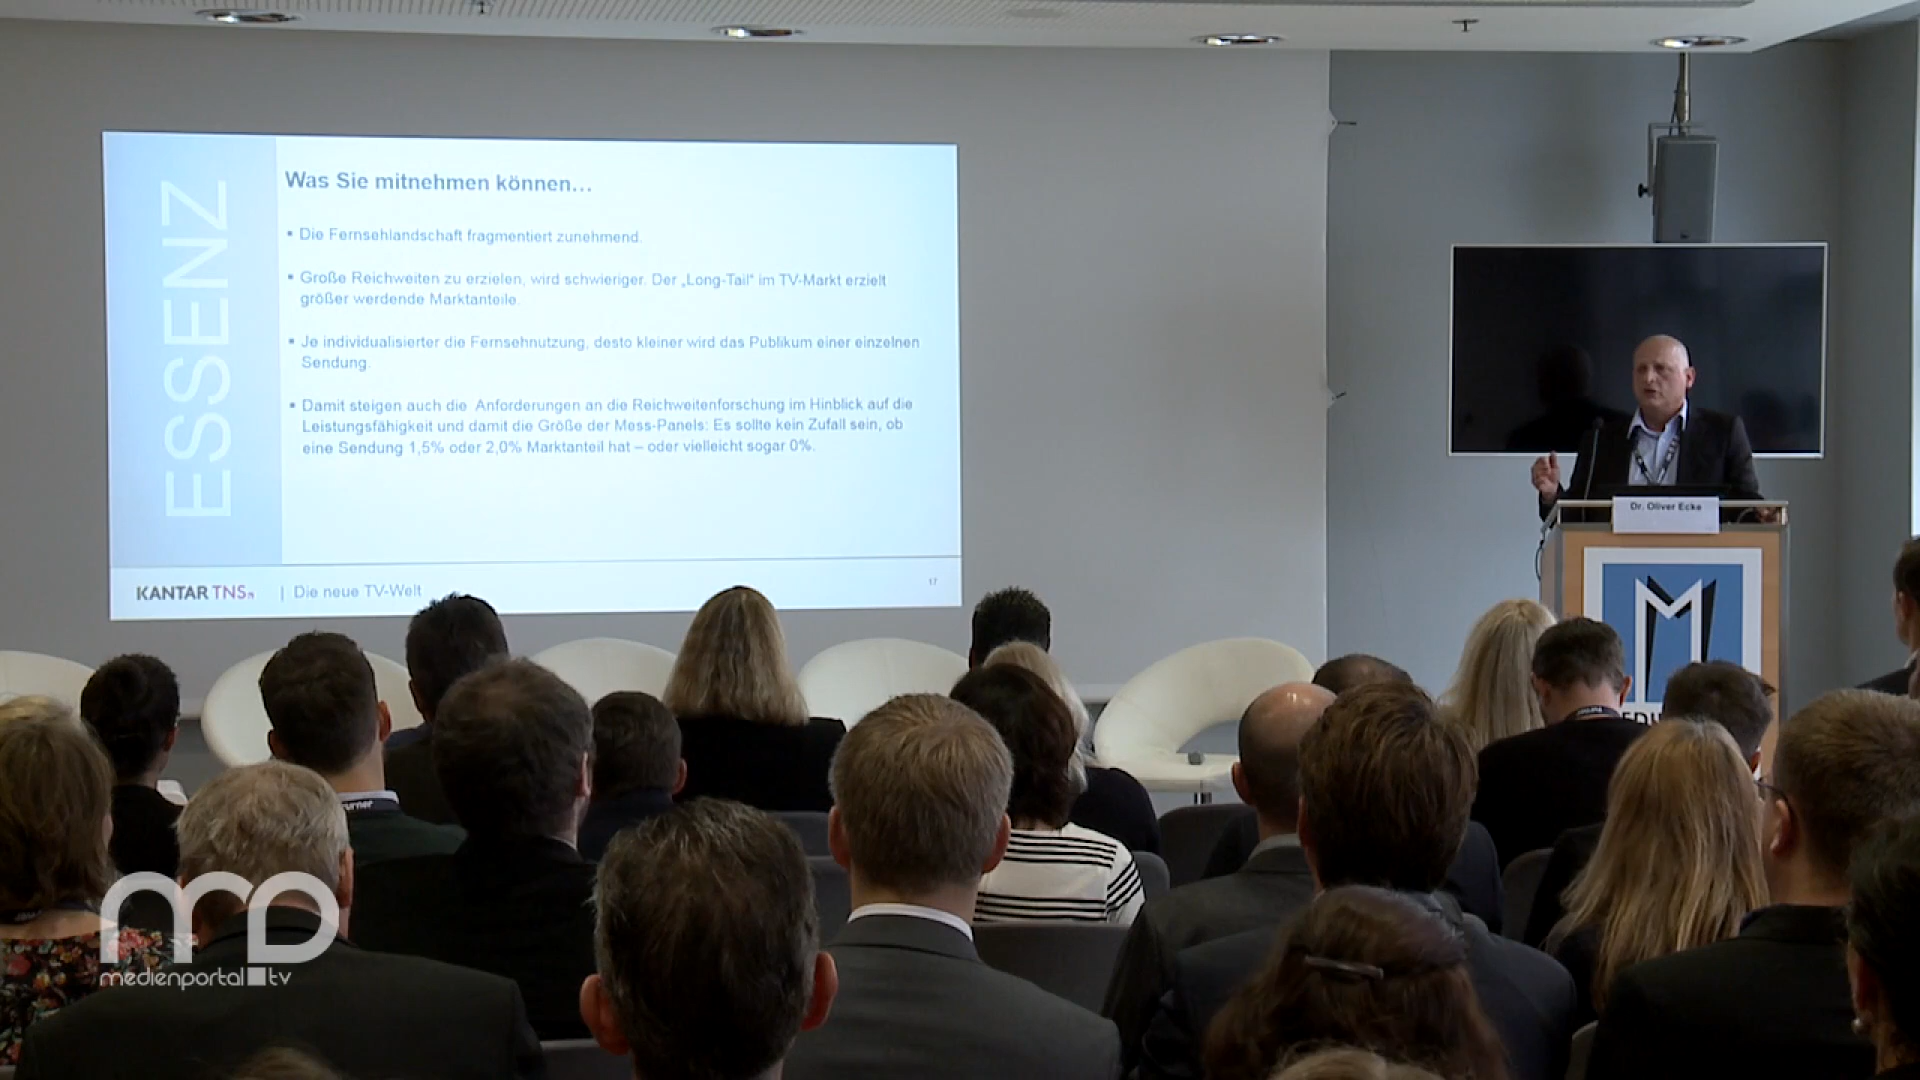 ESSENZ
Was Sie mitnehmen können…
▪ Die Fernsehlandschaft fragmentiert zunehmend.
▪ Große Reichweiten zu erzielen, wird schwieriger. Der „Long-Tail“ im TV-Markt erzielt
größer werdende Marktanteile.
▪ Je individualisierter die Fernsehnutzung, desto kleiner wird das Publikum einer einzelnen
Sendung.
▪ Damit steigen auch die Anforderungen an die Reichweitenforschung im Hinblick auf die
Leistungsfähigkeit und damit die Größe der Mess-Panels: Es sollte kein Zufall sein, ob
eine Sendung 1,5% oder 2,0% Marktanteil hat – oder vielleicht sogar 0%.
KANTAR TNS | Die neue TV-Welt
17
Dr. Oliver Ecke
M
medienportal.tv